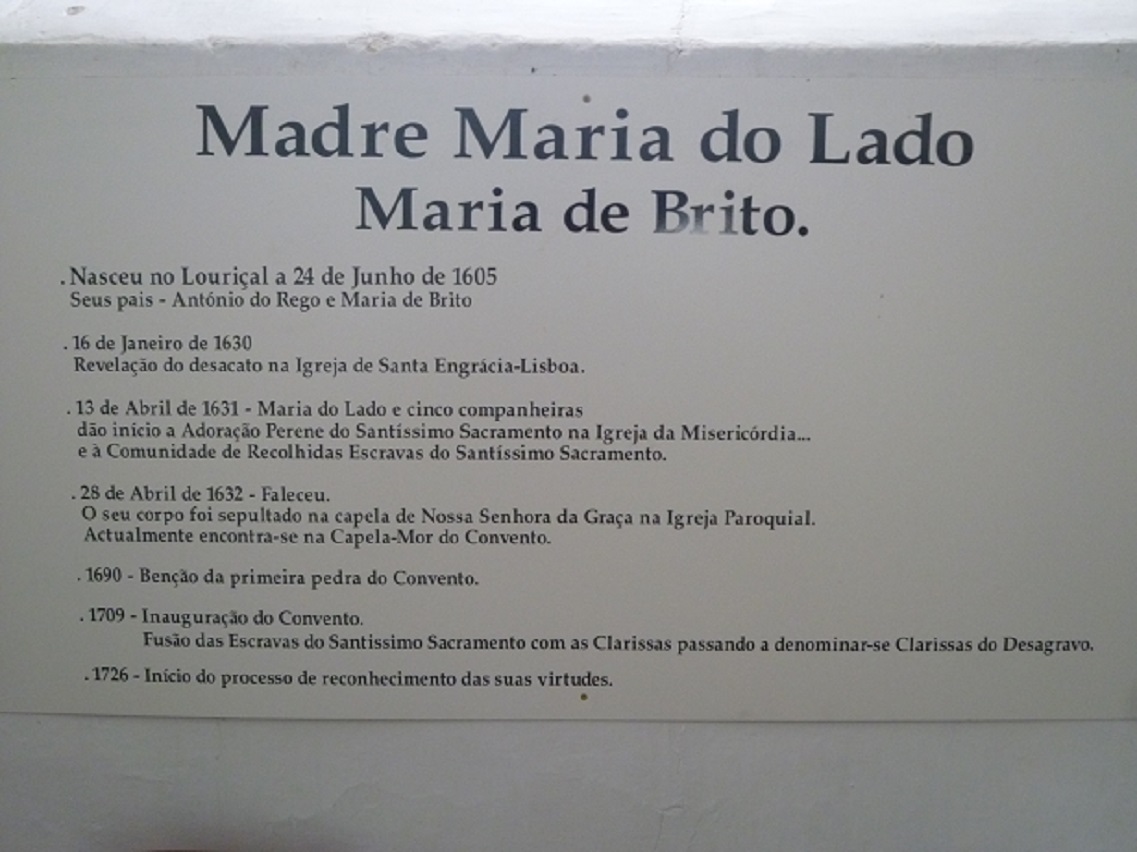 Madre Maria do Lado
Maria de Brito.
. Nasceu no Louriçal a 24 de Junho de 1605
Seus pais - António do Rego e Maria de Brito
. 16 de Janeiro de 1630
Revelação do desacato na Igreja de Santa Engrácia-Lisboa.
. 13 de Abril de 1631 - Maria do Lado e cinco companheiras
dão início a Adoração Perene do Santíssimo Sacramento na Igreja da Misericórdia...
e à Comunidade de Recolhidas Escravas do Santíssimo Sacramento.
. 28 de Abril de 1632 - Faleceu.
O seu corpo foi sepultado na capela de Nossa Senhora da Graça na Igreja Paroquial.
Actualmente encontra-se na Capela-Mor do Convento.
. 1690 - Benção da primeira pedra do Convento.
. 1709 - Inauguração do Convento.
Fusão das Escravas do Santissimo Sacramento com as Clarissas passando a denominar-se Clarissas do Desagravo.
. 1726 - Início do processo de reconhecimento das suas virtudes.